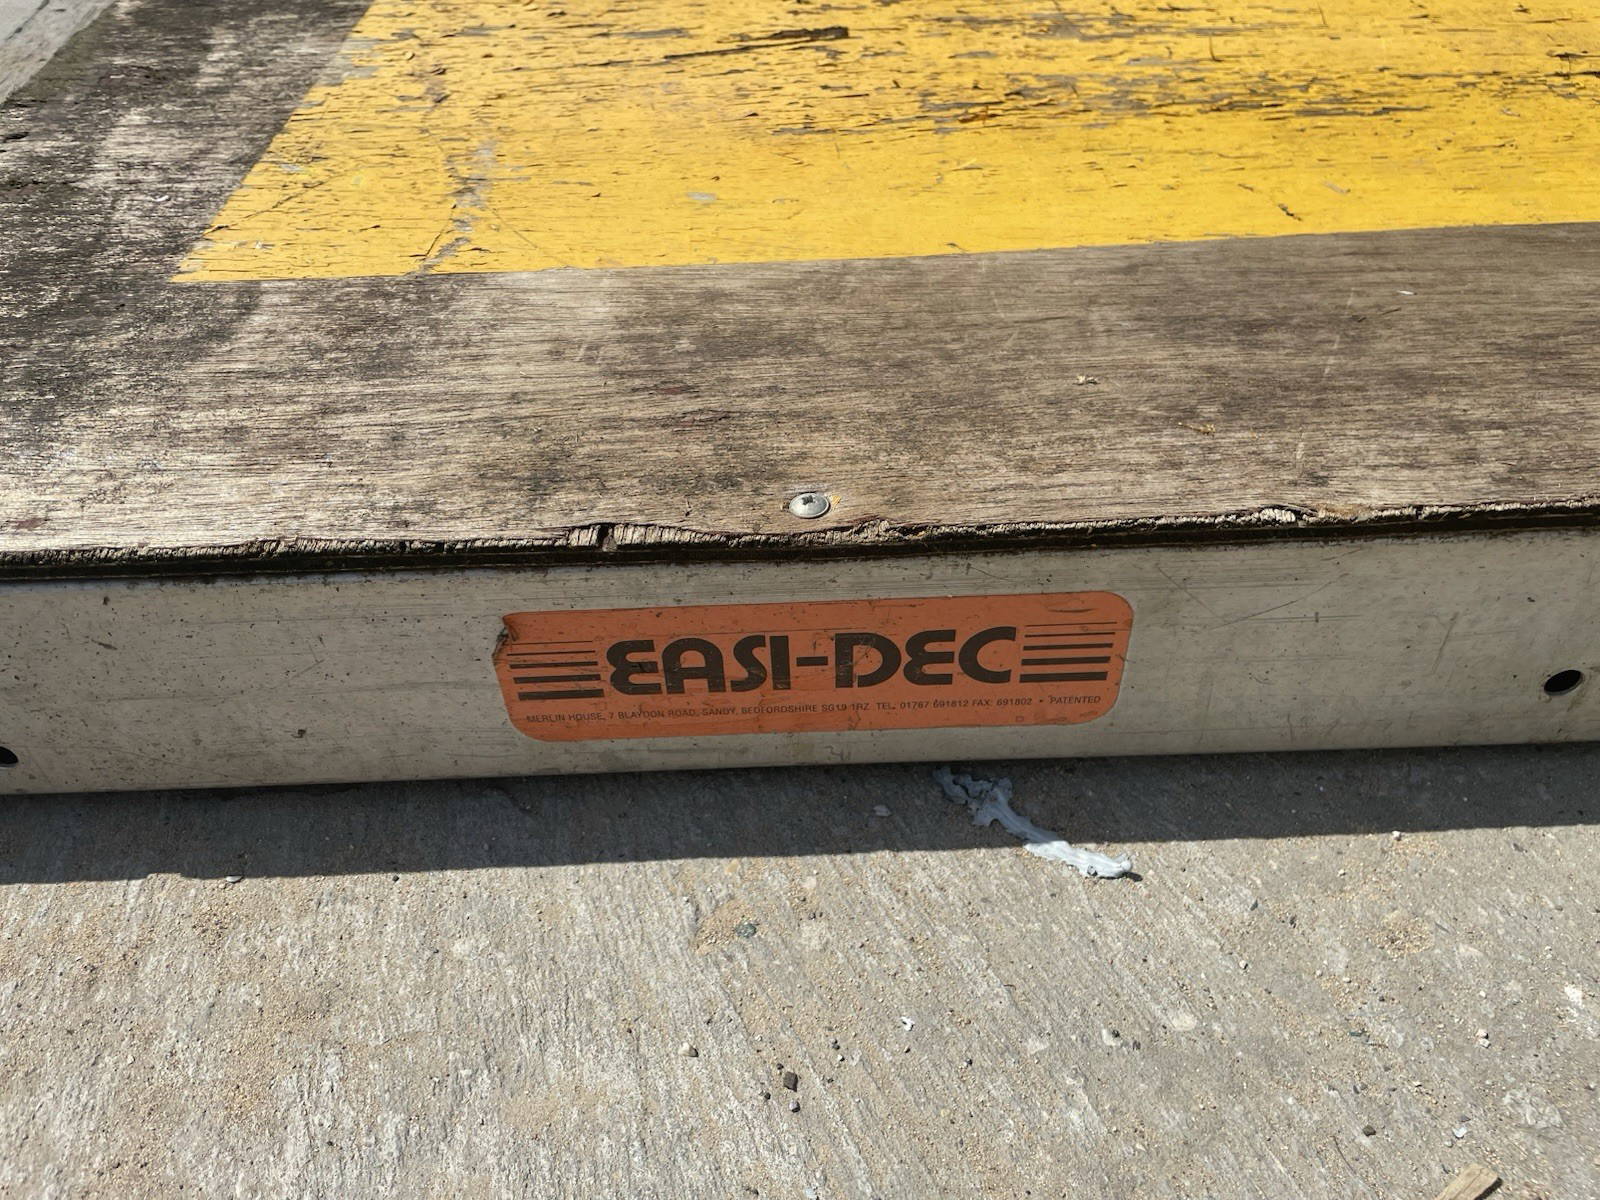 EASI-DEC
MERLIN HOUSE, 7 BLAYDON ROAD, SANDY, BEDFORDSHIRE SG19 1RZ TEL. 01767 691812 FAX: 691802 • PATENTED